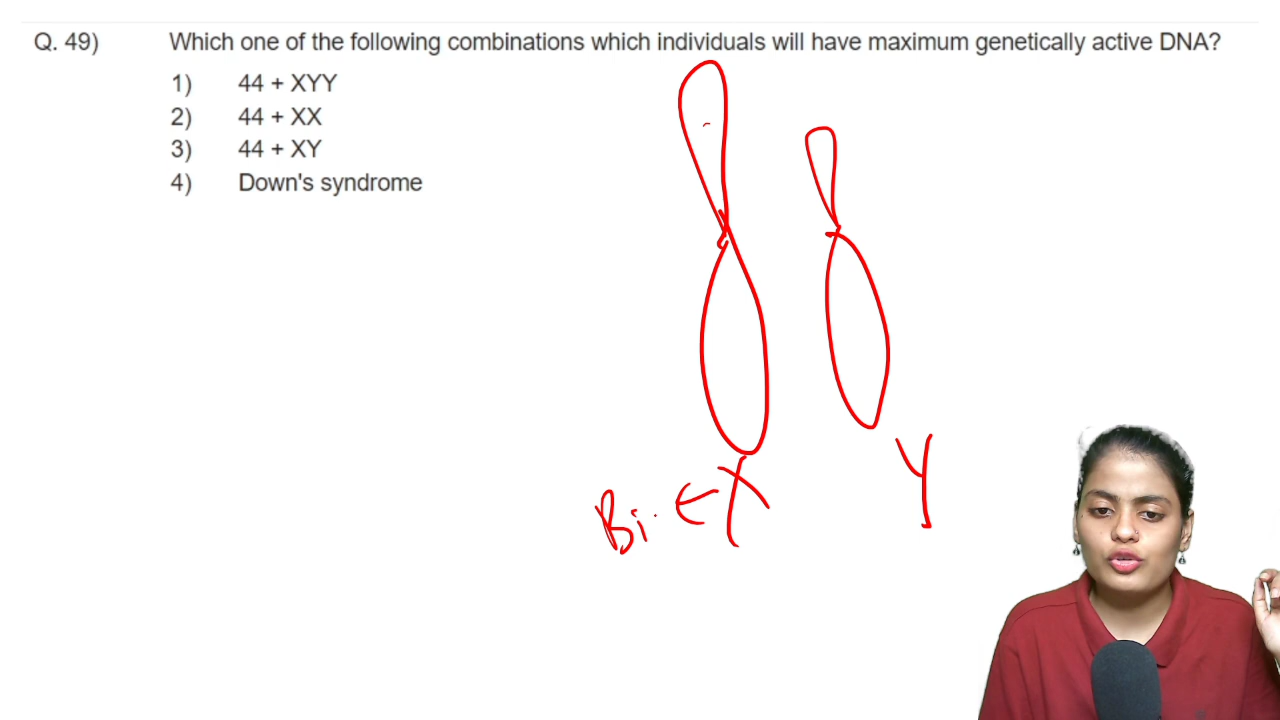 Q. 49) Which one of the following combinations which individuals will have maximum genetically active DNA?
1) 44 + XYY
2) 44 + XX
3) 44 + XY
4) Down's syndrome
Bi. ← X
Y